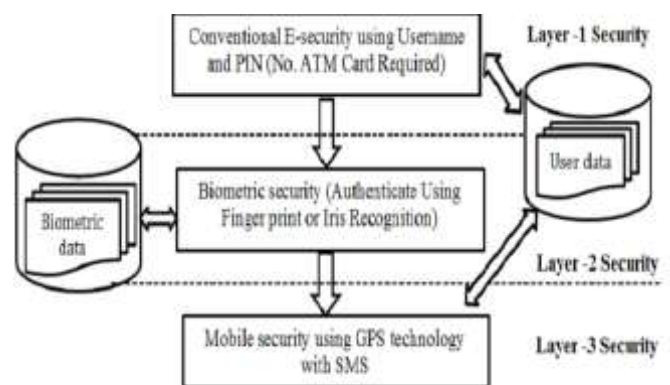 Conventional E-security using Username
and PIN (No. ATM Card Required)
Layer -1 Security
User data
Biometric security (Authenticate Using
Finger print or Iris Recognition)
Biometric
data
Layer -2 Security
Mobile security using GPS technology
with SMS
Layer -3 Security